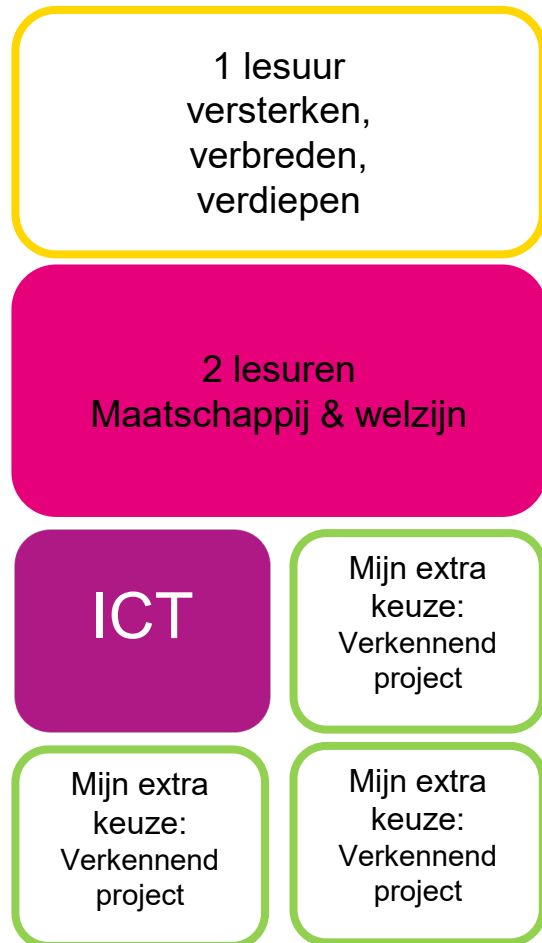 1 lesuur
versterken,
verbreden,
verdiepen
2 lesuren
Maatschappij & welzijn
ICT
Mijn extra
keuze:
Verkennend
project
Mijn extra
keuze:
Verkennend
project
Mijn extra
keuze:
Verkennend
project